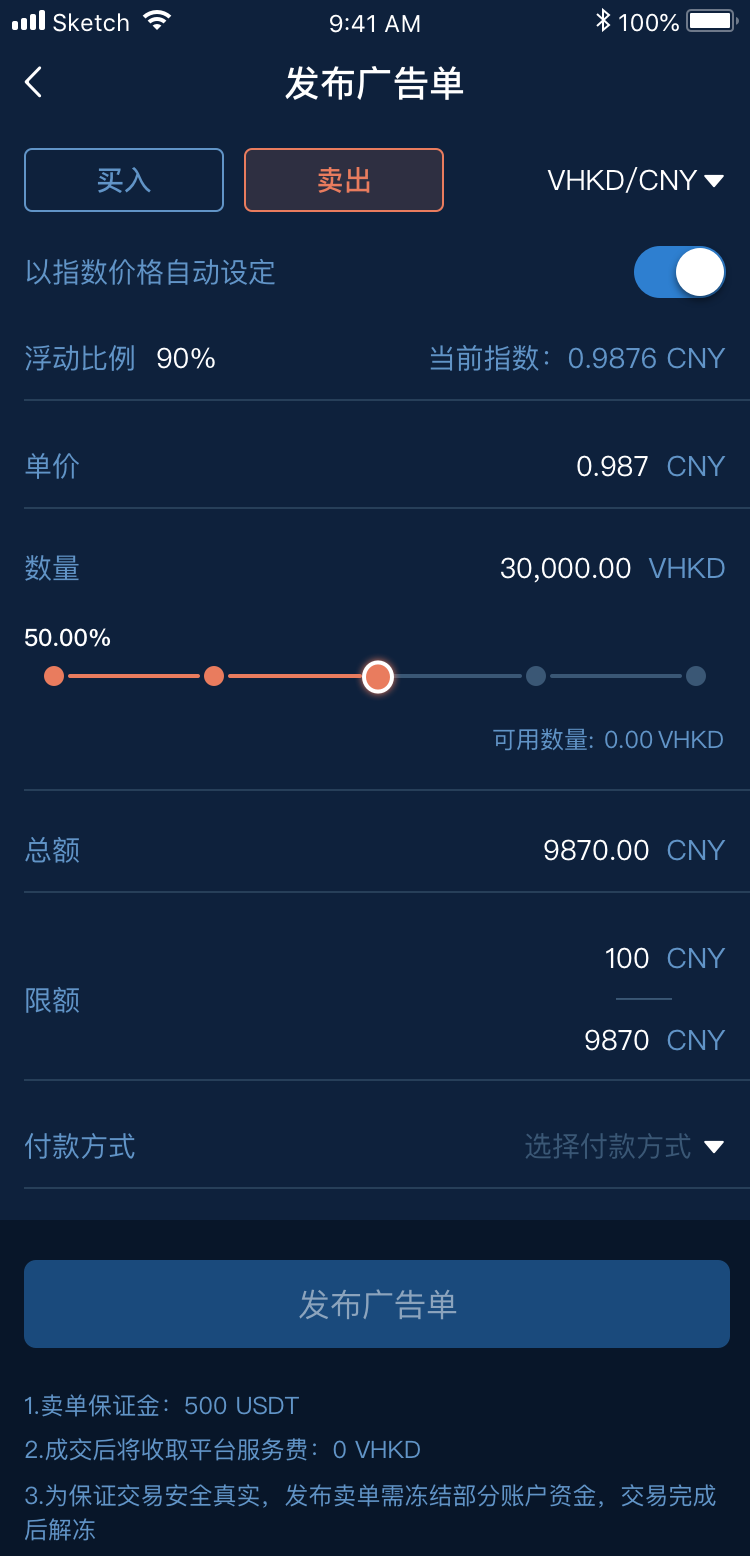 Sketch 9:41 AM 100%
发布广告单
买入 卖出 VHKD/CNY
以指数价格自动设定
浮动比例 90% 当前指数：0.9876 CNY
单价 0.987 CNY
数量 30,000.00 VHKD
50.00%
可用数量: 0.00 VHKD
总额 9870.00 CNY
100 CNY
限额
9870 CNY
付款方式 选择付款方式
发布广告单
1.卖单保证金：500 USDT
2.成交后将收取平台服务费：0 VHKD
3.为保证交易安全真实，发布卖单需冻结部分账户资金，交易完成
后解冻